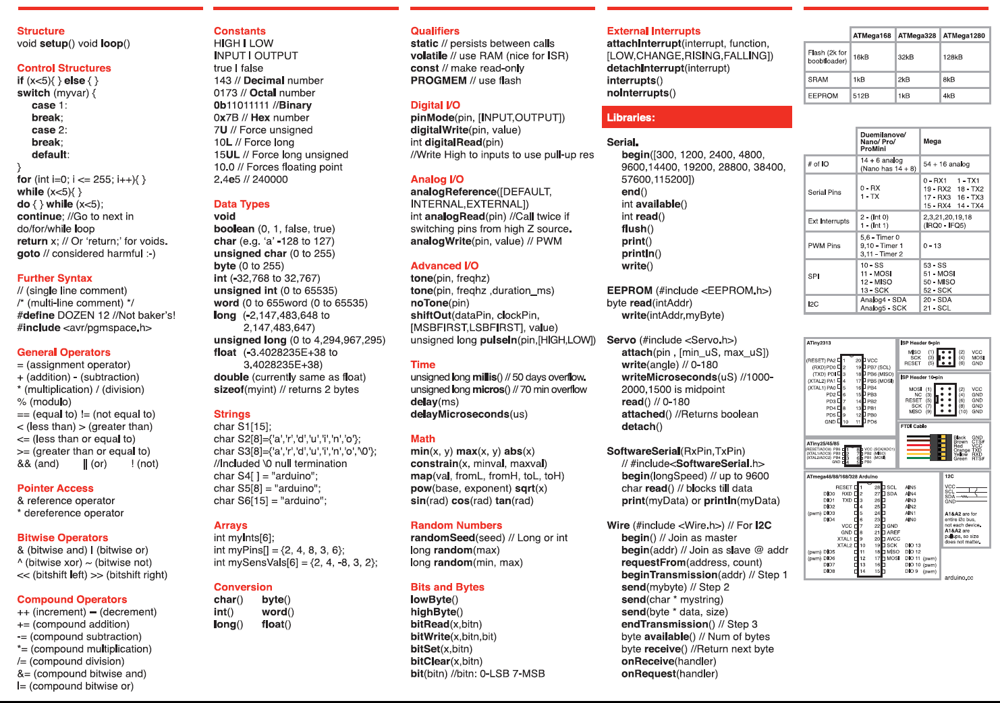 Structure
void setup() void loop()
Control Structures
if (x<5){ } else { }
switch (myvar) {
case 1:
break;
case 2:
break;
default:
}
for (int i=0; i <= 255; i++){ }
while (x<5){ }
do { } while (x<5);
continue; //Go to next in
do/for/while loop
return x; // Or ‘return;’ for voids.
goto // considered harmful :-)
Further Syntax
// (single line comment)
/* (multi-line comment) */
#define DOZEN 12 //Not baker's!
#include <avr/pgmspace.h>
General Operators
= (assignment operator)
+ (addition) - (subtraction)
* (multiplication) / (division)
% (modulo)
== (equal to) != (not equal to)
< (less than) > (greater than)
<= (less than or equal to)
>= (greater than or equal to)
&& (and) || (or) ! (not)
Pointer Access
& reference operator
* dereference operator
Bitwise Operators
& (bitwise and) | (bitwise or)
^ (bitwise xor) ~ (bitwise not)
<< (bitshift left) >> (bitshift right)
Compound Operators
++ (increment) -- (decrement)
+= (compound addition)
-= (compound subtraction)
*= (compound multiplication)
/= (compound division)
&= (compound bitwise and)
|= (compound bitwise or)
Constants
HIGH | LOW
INPUT | OUTPUT
true | false
143 // Decimal number
0173 // Octal number
0b11011111 //Binary
0x7B // Hex number
7U // Force unsigned
10L // Force long
15UL // Force long unsigned
10.0 // Forces floating point
2.4e5 // 240000
Data Types
void
boolean (0, 1, false, true)
char (e.g. ‘a’ -128 to 127)
unsigned char (0 to 255)
byte (0 to 255)
int (-32,768 to 32,767)
unsigned int (0 to 65535)
word (0 to 655word (0 to 65535)
long (-2,147,483,648 to
2,147,483,647)
unsigned long (0 to 4,294,967,295)
float (-3.4028235E+38 to
3.4028235E+38)
double (currently same as float)
sizeof(myint) // returns 2 bytes
Strings
char S1[15];
char S2[8]={'a','r','d','u','i','n','o'};
char S3[8]={'a','r','d','u','i','n','o','\0'};
//Included \0 null termination
char S4[ ] = "arduino";
char S5[8] = "arduino";
char S6[15] = "arduino";
Arrays
int myInts[6];
int myPins[] = {2, 4, 8, 3, 6};
int mySensVals[6] = {2, 4, -8, 3, 2};
Conversion
char() byte()
int() word()
long() float()
Qualifiers
static // persists between calls
volatile // use RAM (nice for ISR)
const // make read-only
PROGMEM // use flash
Digital I/O
pinMode(pin, [INPUT,OUTPUT])
digitalWrite(pin, value)
int digitalRead(pin)
//Write High to inputs to use pull-up res
Analog I/O
analogReference([DEFAULT,
INTERNAL,EXTERNAL])
int analogRead(pin) //Call twice if
switching pins from high Z source.
analogWrite(pin, value) // PWM
Advanced I/O
tone(pin, freqhz)
tone(pin, freqhz ,duration_ms)
noTone(pin)
shiftOut(dataPin, clockPin,
[MSBFIRST,LSBFIRST], value)
unsigned long pulseIn(pin,[HIGH,LOW])
Time
unsigned long millis() // 50 days overflow.
unsigned long micros() // 70 min overflow
delay(ms)
delayMicroseconds(us)
Math
min(x, y) max(x, y) abs(x)
constrain(x, minval, maxval)
map(val, fromL, fromH, toL, toH)
pow(base, exponent) sqrt(x)
sin(rad) cos(rad) tan(rad)
Random Numbers
randomSeed(seed) // Long or int
long random(max)
long random(min, max)
Bits and Bytes
lowByte()
highByte()
bitRead(x,bitn)
bitWrite(x,bitn,bit)
bitSet(x,bitn)
bitClear(x,bitn)
bit(bitn) //bitn: 0-LSB 7-MSB
External Interrupts
attachInterrupt(interrupt, function,
[LOW,CHANGE,RISING,FALLING])
detachInterrupt(interrupt)
interrupts()
noInterrupts()
Libraries:
Serial.
begin([300, 1200, 2400, 4800,
9600,14400, 19200, 28800, 38400,
57600,115200])
end()
int available()
int read()
flush()
print()
println()
write()
EEPROM (#include <EEPROM.h>)
byte read(intAddr)
write(intAddr,myByte)
Servo (#include <Servo.h>)
attach(pin , [min_uS, max_uS])
write(angle) // 0-180
writeMicroseconds(uS) //1000-
2000,1500 is midpoint
read() // 0-180
attached() //Returns boolean
detach()
SoftwareSerial(RxPin,TxPin)
// #include<SoftwareSerial.h>
begin(longSpeed) // up to 9600
char read() // blocks till data
print(myData) or println(myData)
Wire (#include <Wire.h>) // For I2C
begin() // Join as master
begin(addr) // Join as slave @ addr
requestFrom(address, count)
beginTransmission(addr) // Step 1
send(mybyte) // Step 2
send(char * mystring)
send(byte * data, size)
endTransmission() // Step 3
byte available() // Num of bytes
byte receive() //Return next byte
onReceive(handler)
onRequest(handler)
ATMega168 ATMega328 ATMega1280
Flash (2k for
boobtloader) 16kB 32kB 128kB
SRAM 1kB 2kB 8kB
EEPROM 512B 1kB 4kB
Duemilanove/
Nano/ Pro/
ProMini Mega
# of IO 14 + 6 analog
(Nano has 14 + 8) 54 + 16 analog
Serial Pins 0 - RX
1 - TX
0 - RX1 1 - TX1
19 - RX2 18 - TX2
17 - RX3 16 - TX3
15 - RX4 14 - TX4
Ext Interrupts 2 - (Int 0)
1 - (Int 1)
2,3,21,20,19,18
(IRQ0 - IFQ5)
PWM Pins 5,6 - Timer 0
9,10 - Timer 1
3,11 - Timer 2
0 - 13
SPI 10 - SS
11 - MOSI
12 - MISO
13 - SCK
53 - SS
51 - MOSI
50 - MISO
52 - SCK
I2C Analog4 - SDA
Analog5 - SCK
20 - SDA
21 - SCL
ATiny2313
(RESET) PA2 1 20 VCC
(RXD) PD0 2 19 PB7 (SCL)
(TXD) PDI 3 18 PB6 (MISO)
(XTAL2) PA1 4 17 PB5 (MOSI)
(XTAL1) PA0 5 16 PB4
PD2 6 15 PB3
PD3 7 14 PB2
PD4 8 13 PB1
PD5 9 12 PB0
GND 10 11 PD6
ISP Header 6-pin
MISO (1) (2) VCC
SCK (3) (4) MOSI
RESET (5) (6) GND
ISP Header 10-pin
MOSI (1) (2) VCC
NC (3) (4) GND
RESET (5) (6) GND
SCK (7) (8) GND
MISO (9) (10) GND
FTDI Cable
Black GND
Brown CTS#
Red VCC
Orange TXD
Yellow RXD
Green RTS#
ATiny25/45/85
(RESET/ADC0) PB5 1 8 VCC (SCK/ADC1)
(XTAL1/ADC3) PB3 2 7 PB2 (MISO)
(XTAL2/ADC2) PB4 3 6 PB1 (MOSI)
GND 4 5 PB0
ATmega48/88/168/328 Arduino
RESET 1 28 SCL AIN5
DIO0 RXD 2 27 SDA AIN4
DIO1 TXD 3 26 AIN3
DIO2 4 25 AIN2
(pwm) DIO3 5 24 AIN1
DIO4 6 23 AIN0
VCC 7 22 GND
GND 8 21 AREF
XTAL1 9 20 AVCC
XTAL2 10 19 SCK DIO 13
(pwm) DIO5 11 18 MISO DIO 12
(pwm) DIO6 12 17 MOSI DIO 11 (pwm)
DIO7 13 16 DIO 10 (pwm)
DIO8 14 15 DIO 9 (pwm)
12C
VCC
SCL
SDA
GND
A1&A2 are for
entire i2c bus,
not each device.
A1&A2 are
pullups, so size
does not matter.
arduino.cc